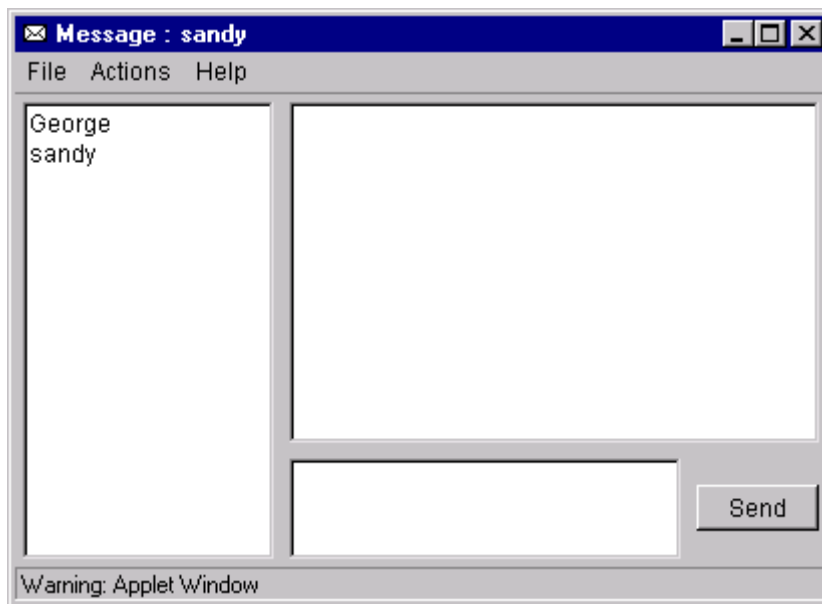 Message : sandy
File Actions Help
George
sandy
Send
Warning: Applet Window